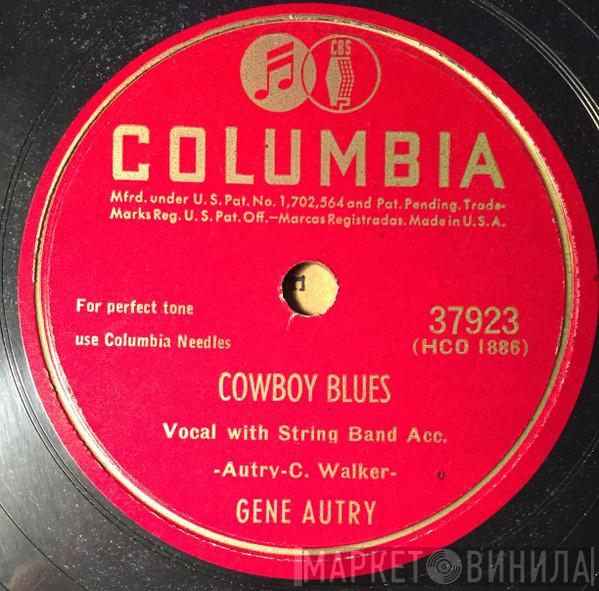 CBS
COLUMBIA
Mfrd. under U. S. Pat. No. 1,702,564 and Pat. Pending. Trade-
Marks Reg. U. S. Pat. Off.—Marcas Registradas. Made in U. S. A.
For perfect tone
use Columbia Needles
37923
(HCO 1886)
COWBOY BLUES
Vocal with String Band Acc.
-Autry-C. Walker-
GENE AUTRY
МАРКЕТ ВИНИЛА